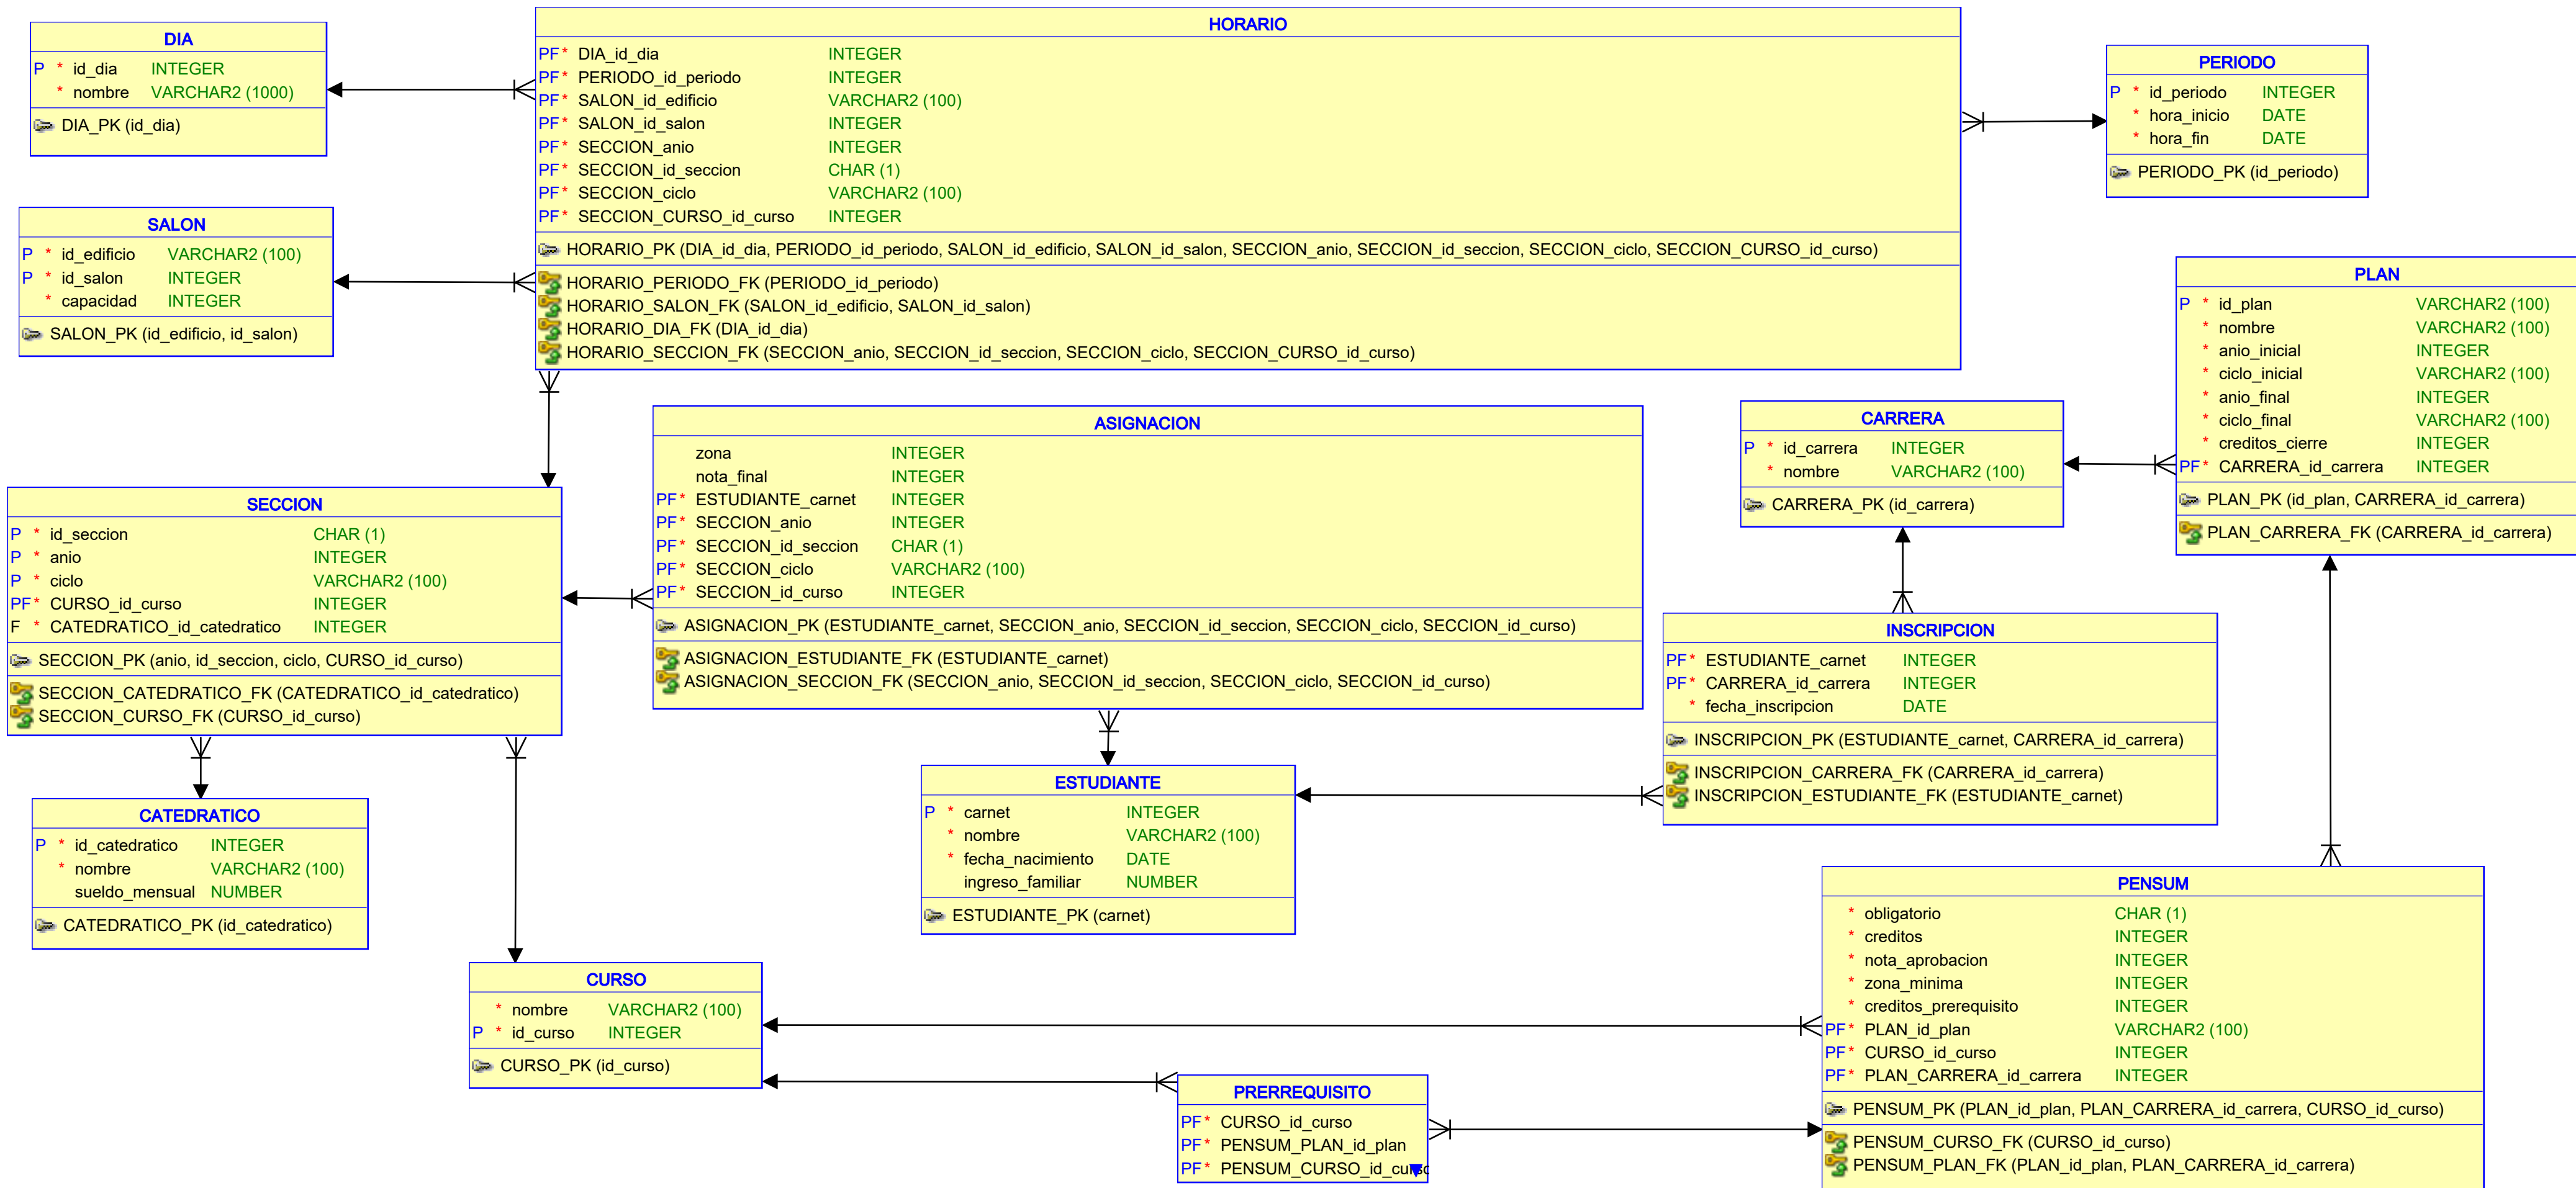 DIA
P * id_dia INTEGER
* nombre VARCHAR2 (1000)
DIA_PK (id_dia)
HORARIO
PF* DIA_id_dia INTEGER
PF* PERIODO_id_periodo INTEGER
PF* SALON_id_edificio VARCHAR2 (100)
PF* SALON_id_salon INTEGER
PF* SECCION_anio INTEGER
PF* SECCION_id_seccion CHAR (1)
PF* SECCION_ciclo VARCHAR2 (100)
PF* SECCION_CURSO_id_curso INTEGER
HORARIO_PK (DIA_id_dia, PERIODO_id_periodo, SALON_id_edificio, SALON_id_salon, SECCION_anio, SECCION_id_seccion, SECCION_ciclo, SECCION_CURSO_id_curso)
HORARIO_PERIODO_FK (PERIODO_id_periodo)
HORARIO_SALON_FK (SALON_id_edificio, SALON_id_salon)
HORARIO_DIA_FK (DIA_id_dia)
HORARIO_SECCION_FK (SECCION_anio, SECCION_id_seccion, SECCION_ciclo, SECCION_CURSO_id_curso)
PERIODO
P * id_periodo INTEGER
* hora_inicio DATE
* hora_fin DATE
PERIODO_PK (id_periodo)
SALON
P * id_edificio VARCHAR2 (100)
P * id_salon INTEGER
* capacidad INTEGER
SALON_PK (id_edificio, id_salon)
PLAN
P * id_plan VARCHAR2 (100)
* nombre VARCHAR2 (100)
* anio_inicial INTEGER
* ciclo_inicial VARCHAR2 (100)
* anio_final INTEGER
* ciclo_final VARCHAR2 (100)
* creditos_cierre INTEGER
PF* CARRERA_id_carrera INTEGER
PLAN_PK (id_plan, CARRERA_id_carrera)
PLAN_CARRERA_FK (CARRERA_id_carrera)
ASIGNACION
zona INTEGER
nota_final INTEGER
PF* ESTUDIANTE_carnet INTEGER
PF* SECCION_anio INTEGER
PF* SECCION_id_seccion CHAR (1)
PF* SECCION_ciclo VARCHAR2 (100)
PF* SECCION_id_curso INTEGER
ASIGNACION_PK (ESTUDIANTE_carnet, SECCION_anio, SECCION_id_seccion, SECCION_ciclo, SECCION_id_curso)
ASIGNACION_ESTUDIANTE_FK (ESTUDIANTE_carnet)
ASIGNACION_SECCION_FK (SECCION_anio, SECCION_id_seccion, SECCION_ciclo, SECCION_id_curso)
CARRERA
P * id_carrera INTEGER
* nombre VARCHAR2 (100)
CARRERA_PK (id_carrera)
SECCION
P * id_seccion CHAR (1)
P * anio INTEGER
P * ciclo VARCHAR2 (100)
PF* CURSO_id_curso INTEGER
F * CATEDRATICO_id_catedratico INTEGER
SECCION_PK (anio, id_seccion, ciclo, CURSO_id_curso)
SECCION_CATEDRATICO_FK (CATEDRATICO_id_catedratico)
SECCION_CURSO_FK (CURSO_id_curso)
INSCRIPCION
PF* ESTUDIANTE_carnet INTEGER
PF* CARRERA_id_carrera INTEGER
* fecha_inscripcion DATE
INSCRIPCION_PK (ESTUDIANTE_carnet, CARRERA_id_carrera)
INSCRIPCION_CARRERA_FK (CARRERA_id_carrera)
INSCRIPCION_ESTUDIANTE_FK (ESTUDIANTE_carnet)
CATEDRATICO
P * id_catedratico INTEGER
* nombre VARCHAR2 (100)
sueldo_mensual NUMBER
CATEDRATICO_PK (id_catedratico)
ESTUDIANTE
P * carnet INTEGER
* nombre VARCHAR2 (100)
* fecha_nacimiento DATE
ingreso_familiar NUMBER
ESTUDIANTE_PK (carnet)
PENSUM
* obligatorio CHAR (1)
* creditos INTEGER
* nota_aprobacion INTEGER
* zona_minima INTEGER
* creditos_prerequisito INTEGER
PF* PLAN_id_plan VARCHAR2 (100)
PF* CURSO_id_curso INTEGER
PF* PLAN_CARRERA_id_carrera INTEGER
PENSUM_PK (PLAN_id_plan, PLAN_CARRERA_id_carrera, CURSO_id_curso)
PENSUM_CURSO_FK (CURSO_id_curso)
PENSUM_PLAN_FK (PLAN_id_plan, PLAN_CARRERA_id_carrera)
CURSO
* nombre VARCHAR2 (100)
P * id_curso INTEGER
CURSO_PK (id_curso)
PRERREQUISITO
PF* CURSO_id_curso
PF* PENSUM_PLAN_id_plan
PF* PENSUM_CURSO_id_curso